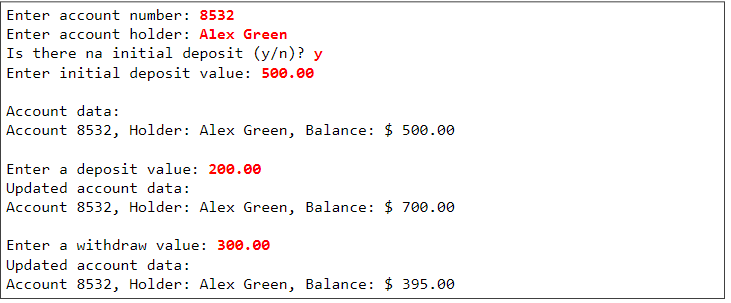 Enter account number: 8532
Enter account holder: Alex Green
Is there na initial deposit (y/n)? y
Enter initial deposit value: 500.00
Account data:
Account 8532, Holder: Alex Green, Balance: $ 500.00
Enter a deposit value: 200.00
Updated account data:
Account 8532, Holder: Alex Green, Balance: $ 700.00
Enter a withdraw value: 300.00
Updated account data:
Account 8532, Holder: Alex Green, Balance: $ 395.00